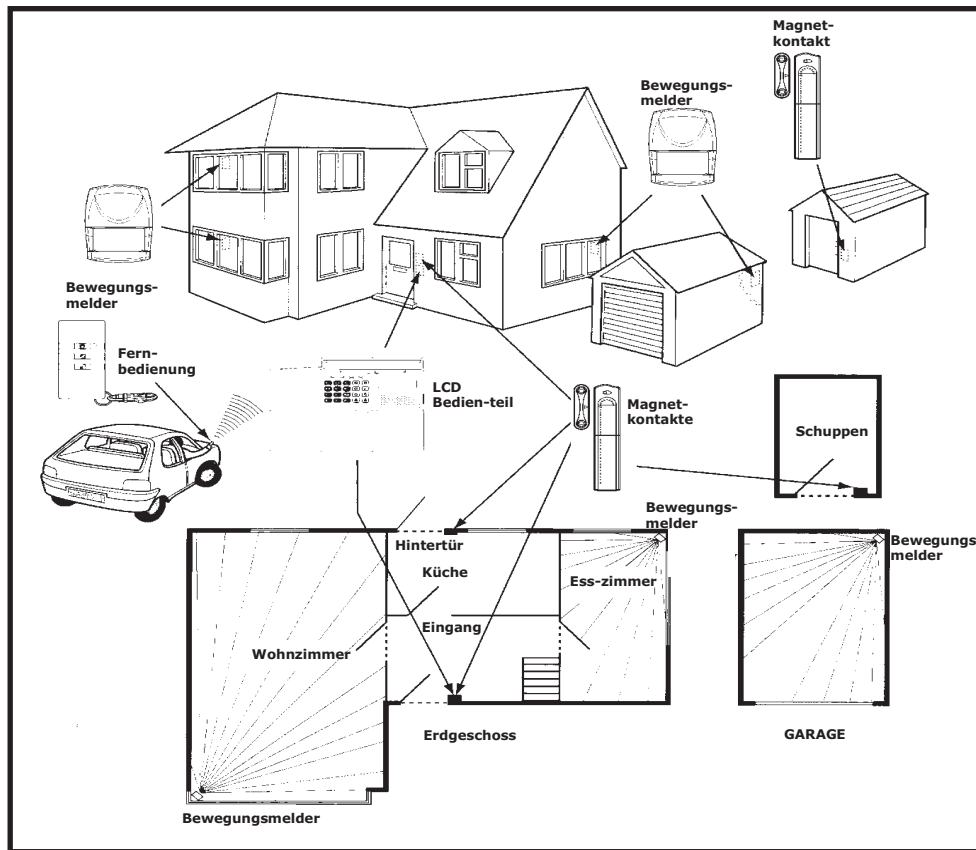 Magnet-
kontakt
Bewegungs-
melder
Bewegungs-
melder
Fern-
bedienung
LCD
Bedien-teil
Magnet-
kontakte
Schuppen
Bewegungs-
melder
Bewegungs
melder
Hintertür
Küche
Ess-zimmer
Eingang
Wohnzimmer
Erdgeschoss
GARAGE
Bewegungsmelder